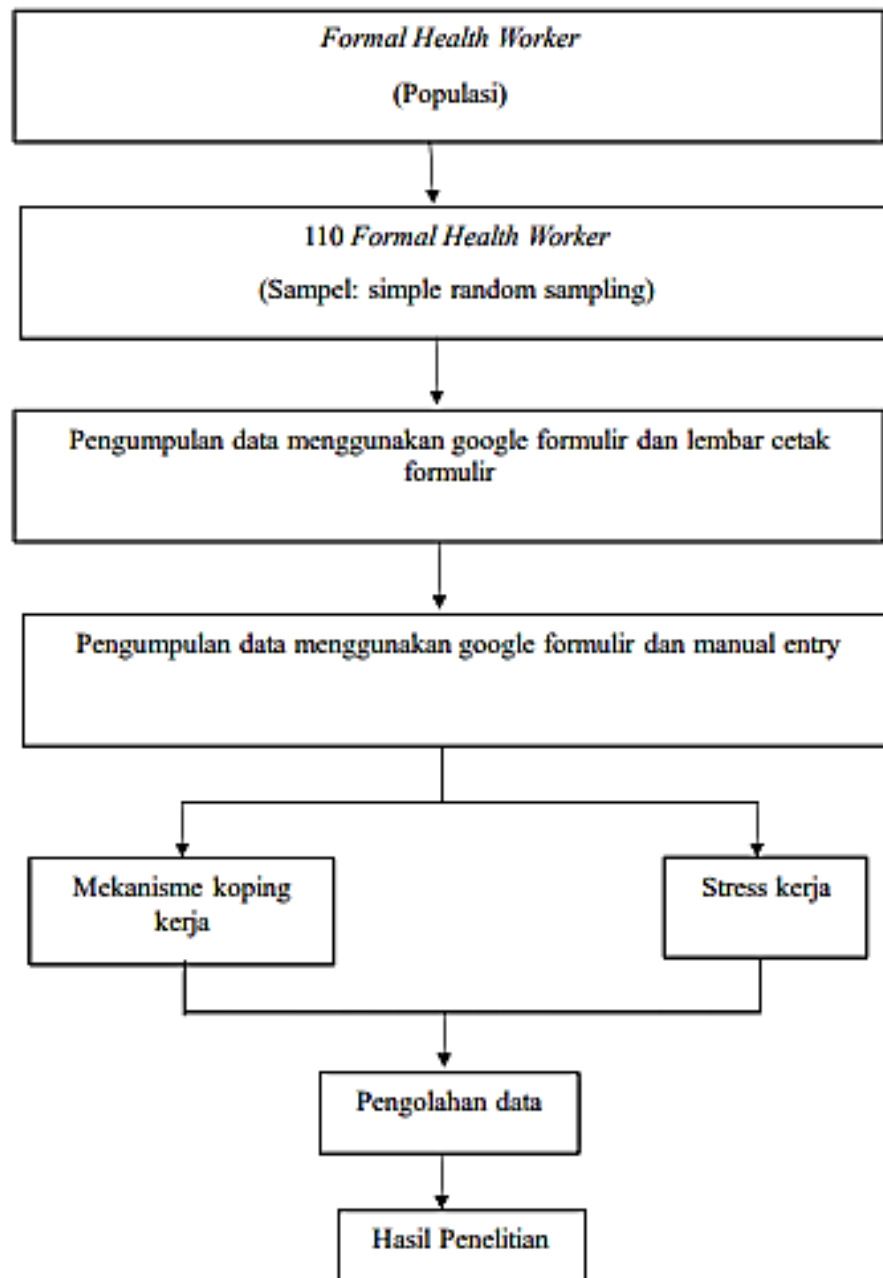 Formal Health Worker
(Populasi)
110 Formal Health Worker
(Sampel: simple random sampling)
Pengumpulan data menggunakan google formulir dan lembar cetak
formulir
Pengumpulan data menggunakan google formulir dan manual entry
Mekanisme koping
kerja
Stress kerja
Pengolahan data
Hasil Penelitian